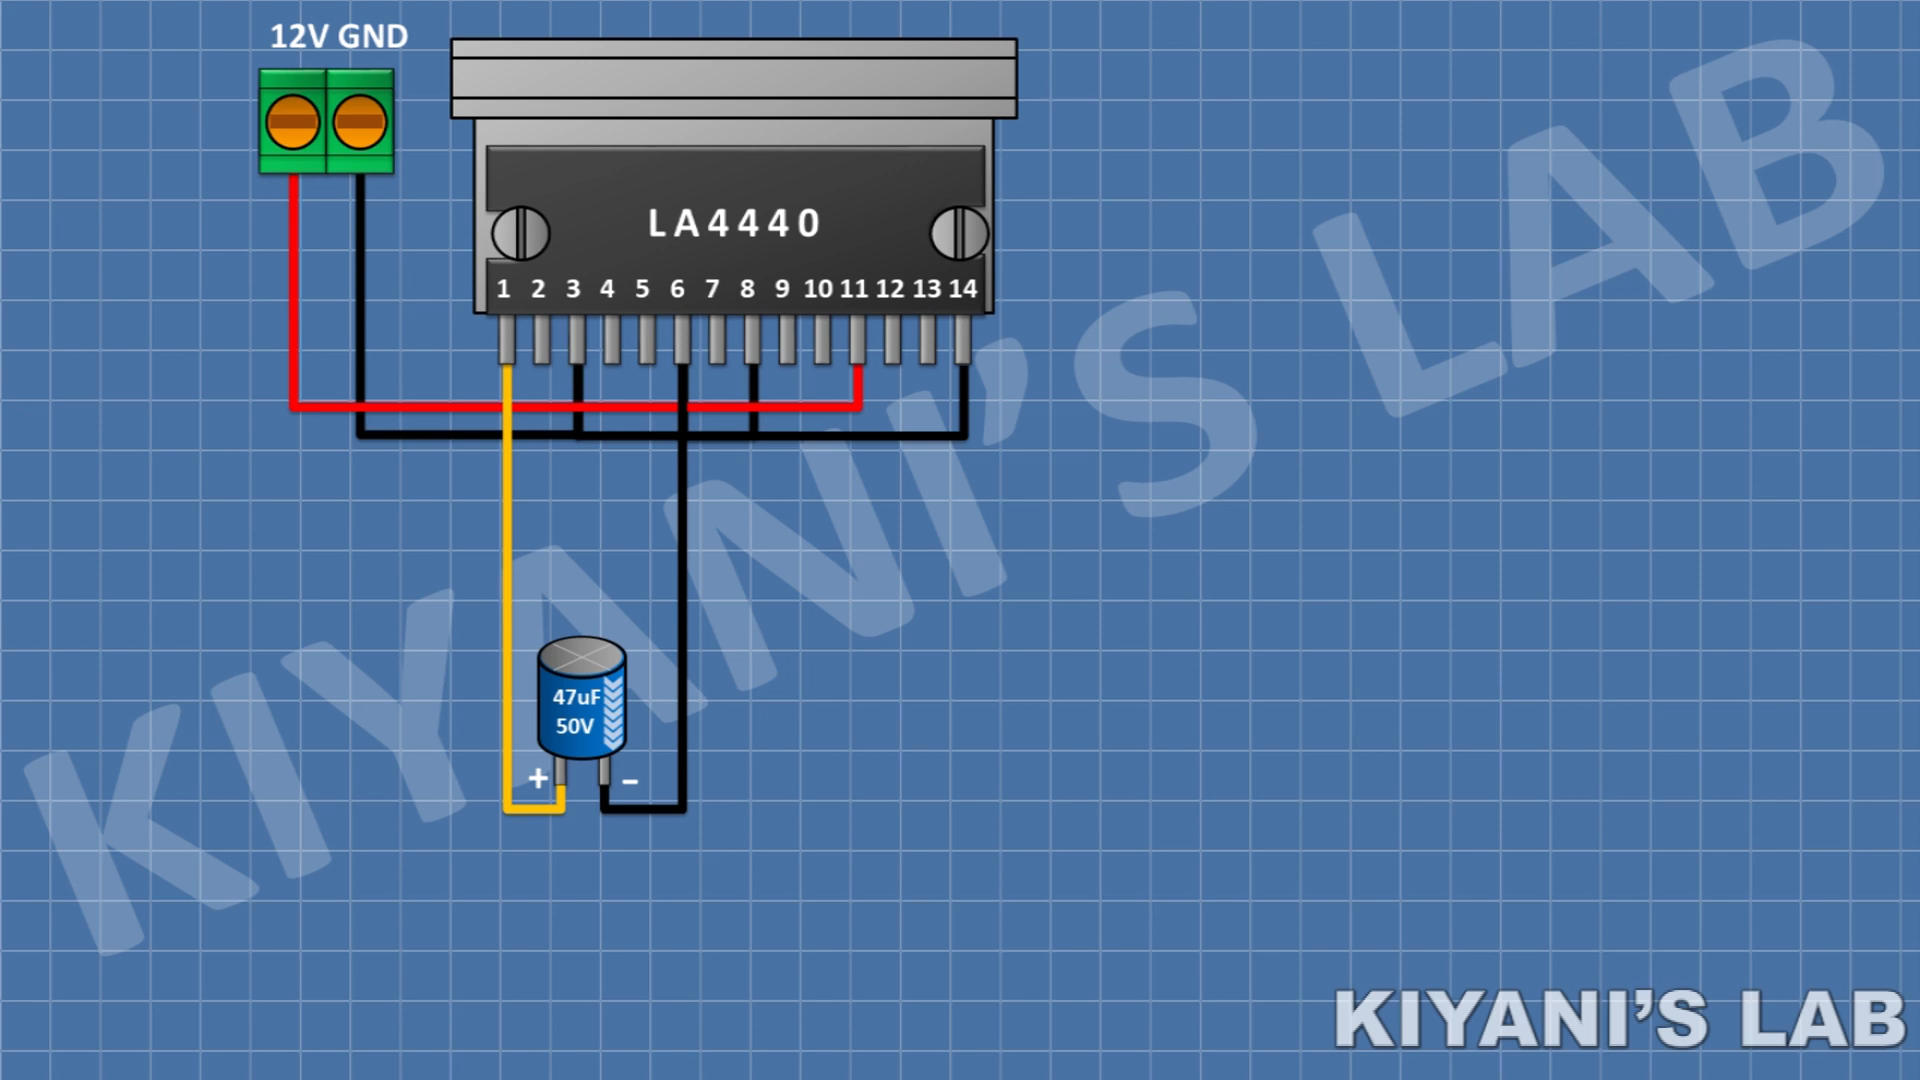 12V GND
LA4440
1 2 3 4 5 6 7 8 9 10 11 12 13 14
KIYANI'S LAB
47uF
50V
+ −
KIYANI'S LAB